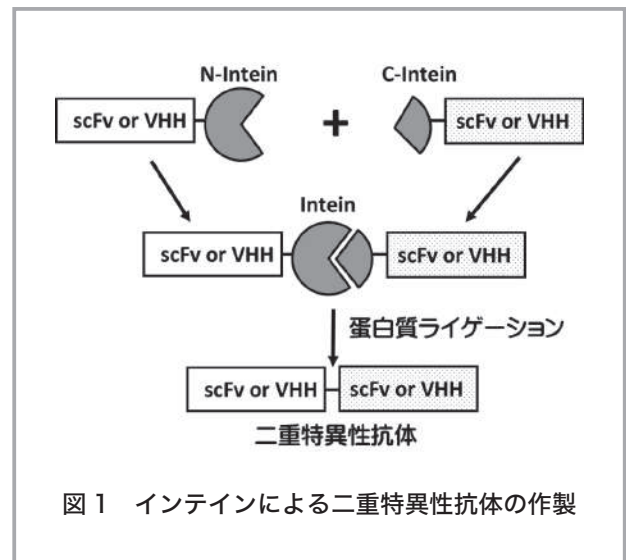 N-Intein
C-Intein
scFv or VHH
+
scFv or VHH
Intein
scFv or VHH
scFv or VHH
蛋白質ライゲーション
scFv or VHH
scFv or VHH
二重特異性抗体
図1 インテインによる二重特異性抗体の作製